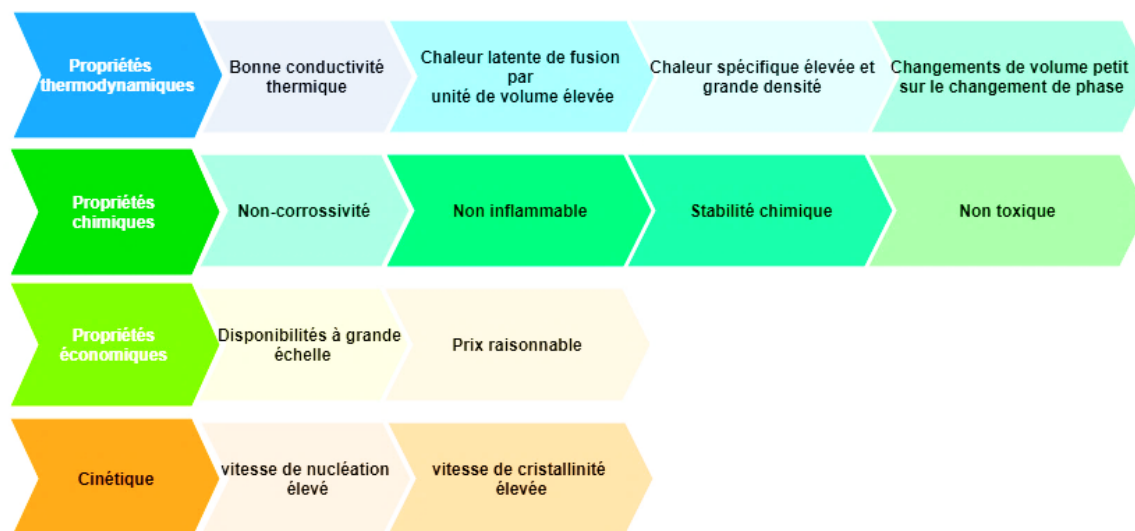 Propriétés
thermodynamiques
Bonne conductivité
thermique
Chaleur latente de fusion
par
unité de volume élevée
Chaleur spécifique élevée et
grande densité
Changements de volume petit
sur le changement de phase
Propriétés
chimiques
Non-corrossivité
Non inflammable
Stabilité chimique
Non toxique
Propriétés
économiques
Disponibilités à grande
échelle
Prix raisonnable
Cinétique
vitesse de nucléation
élevé
vitesse de cristallinité
élevée